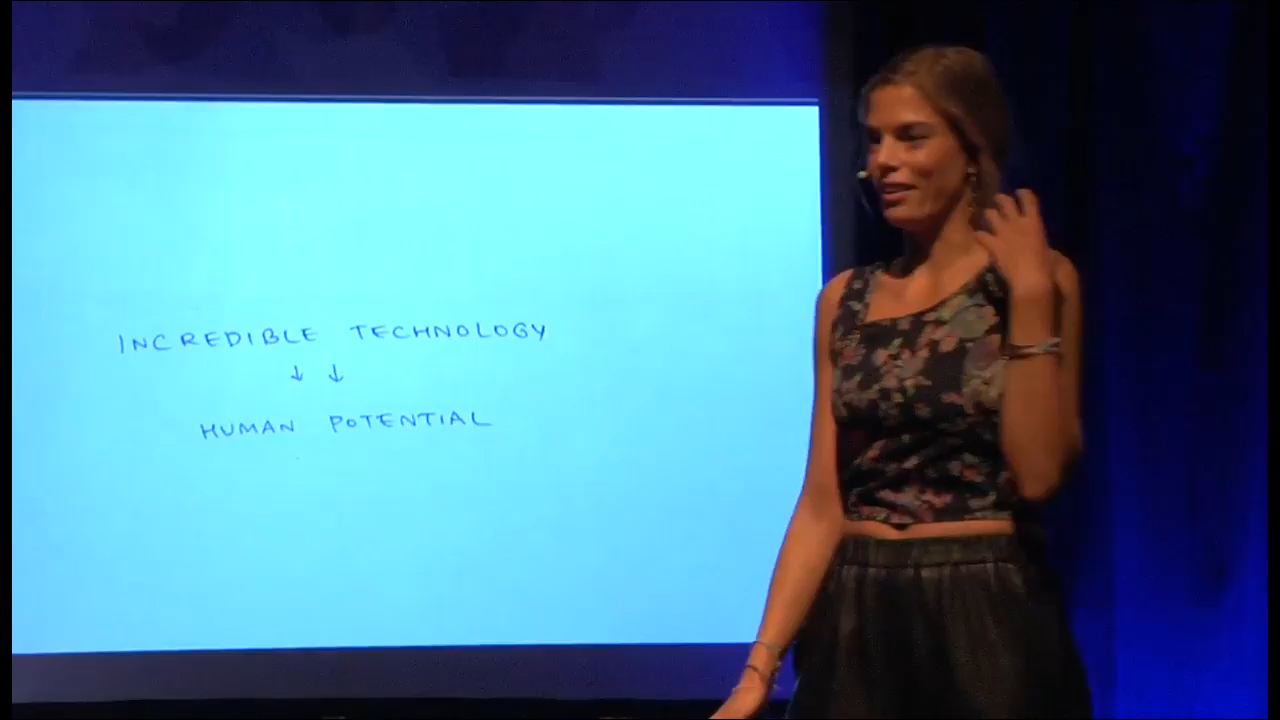 INCREDIBLE TECHNOLOGY
↓ ↓
HUMAN POTENTIAL